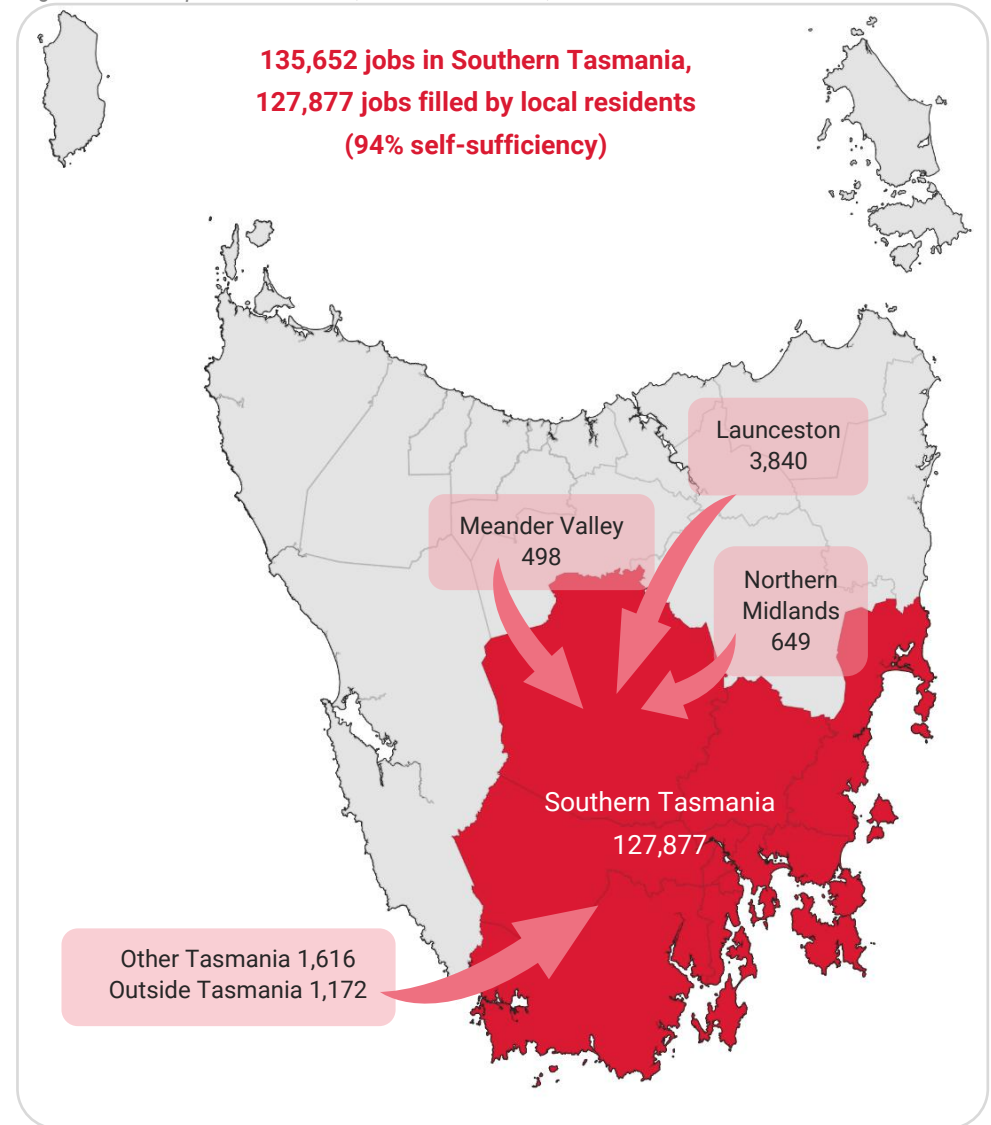 135,652 jobs in Southern Tasmania,
127,877 jobs filled by local residents
(94% self-sufficiency)
Launceston
3,840
Meander Valley
498
Northern
Midlands
649
Southern Tasmania
127,877
Other Tasmania 1,616
Outside Tasmania 1,172